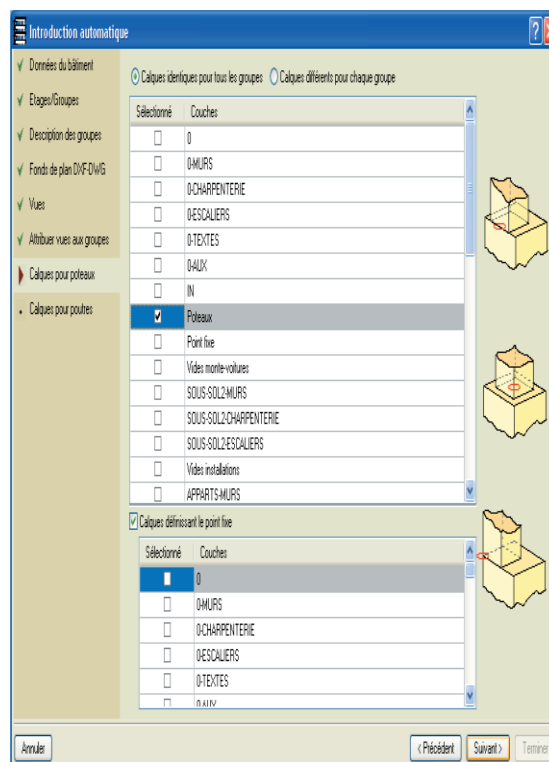 Introduction automatique
Données du bâtiment
Etages/Groupes
Description des groupes
Fonds de plan DXF-DWG
Vues
Attribuer vues aux groupes
Calques pour poteaux
Calques pour poutres
Calques identiques pour tous les groupes Calques différents pour chaque groupe
Sélectionné Couches
0
0-MURS
0-CHARPENTERIE
0-ESCALIERS
0-TEXTES
0-AUX
IN
Poteaux
Point fixe
Vides monte-voitures
SOUS-SOL2-MURS
SOUS-SOL2-CHARPENTERIE
SOUS-SOL2-ESCALIERS
Vides installations
APPARTS-MURS
Calques définissant le point fixe
Sélectionné Couches
0
0-MURS
0-CHARPENTERIE
0-ESCALIERS
0-TEXTES
0-AUX
Annuler < Précédent Suivant > Terminer